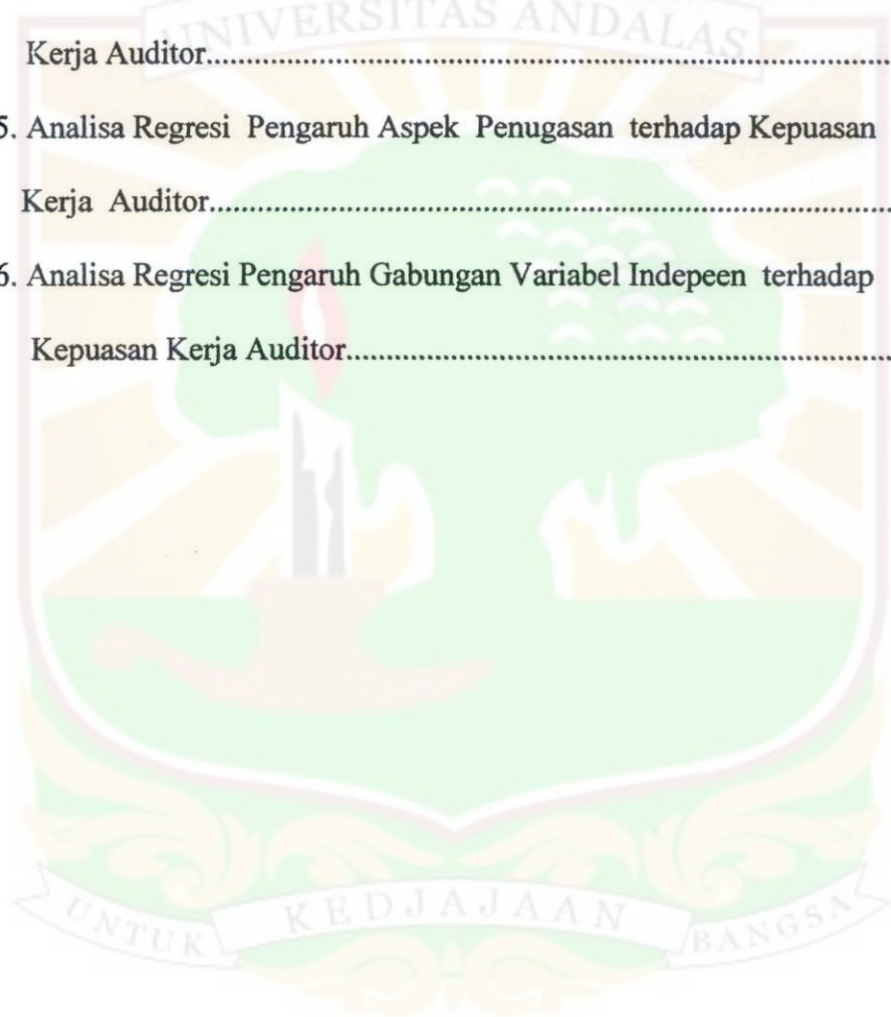 UNIVERSITAS ANDALAS
Kerja Auditor.....................................................................................
5. Analisa Regresi Pengaruh Aspek Penugasan terhadap Kepuasan
Kerja Auditor.....................................................................................
6. Analisa Regresi Pengaruh Gabungan Variabel Indepeen terhadap
Kepuasan Kerja Auditor.....................................................................
UNTUK KEDJAJAAN BANGSA